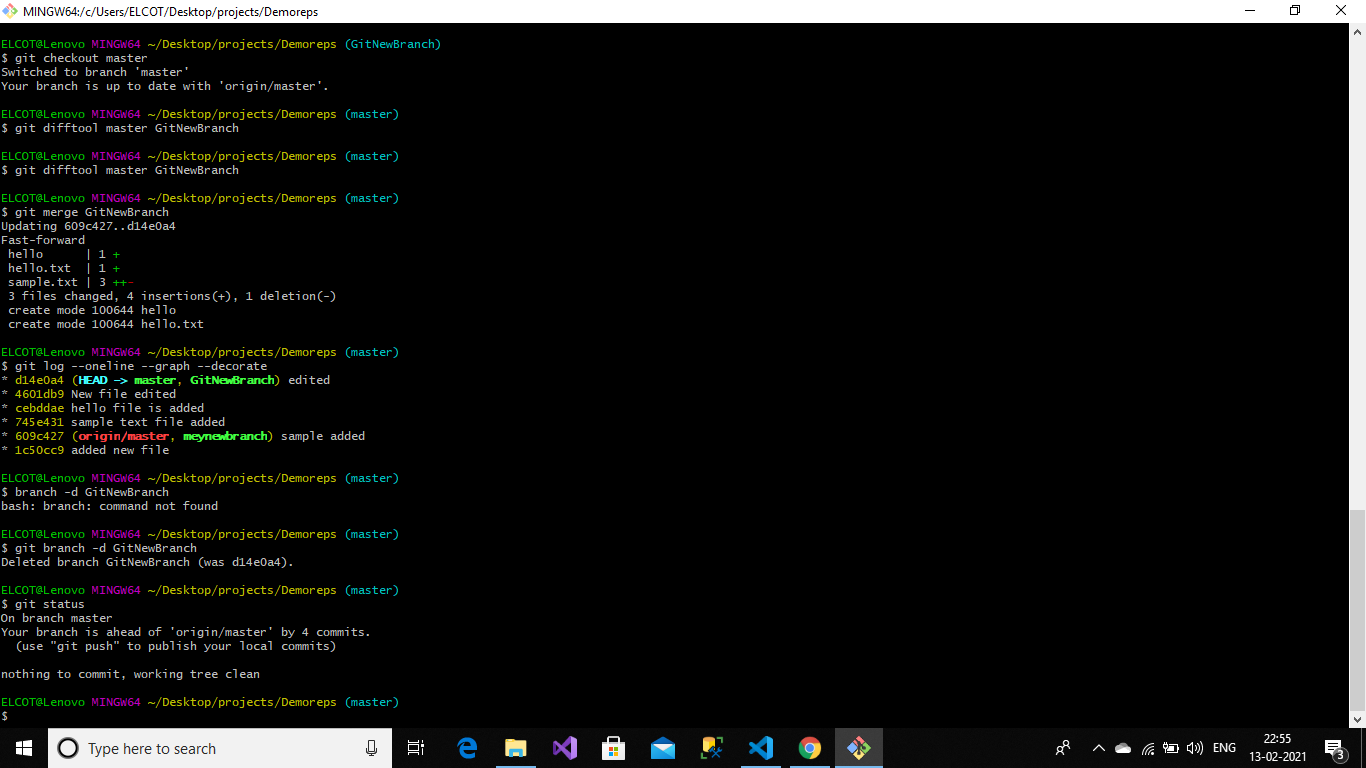 MINGW64:/c/Users/ELCOT/Desktop/projects/Demoreps
ELCOT@Lenovo MINGW64 ~/Desktop/projects/Demoreps (GitNewBranch)
$ git checkout master
Switched to branch 'master'
Your branch is up to date with 'origin/master'.
ELCOT@Lenovo MINGW64 ~/Desktop/projects/Demoreps (master)
$ git difftool master GitNewBranch
ELCOT@Lenovo MINGW64 ~/Desktop/projects/Demoreps (master)
$ git difftool master GitNewBranch
ELCOT@Lenovo MINGW64 ~/Desktop/projects/Demoreps (master)
$ git merge GitNewBranch
Updating 609c427..d14e0a4
Fast-forward
 hello      | 1 +
 hello.txt  | 1 +
 sample.txt | 3 ++-
 3 files changed, 4 insertions(+), 1 deletion(-)
 create mode 100644 hello
 create mode 100644 hello.txt
ELCOT@Lenovo MINGW64 ~/Desktop/projects/Demoreps (master)
$ git log --oneline --graph --decorate
* d14e0a4 (HEAD -> master, GitNewBranch) edited
* 4601db9 New file edited
* cebddae hello file is added
* 745e431 sample text file added
* 609c427 (origin/master, meynewbranch) sample added
* 1c50cc9 added new file
ELCOT@Lenovo MINGW64 ~/Desktop/projects/Demoreps (master)
$ branch -d GitNewBranch
bash: branch: command not found
ELCOT@Lenovo MINGW64 ~/Desktop/projects/Demoreps (master)
$ git branch -d GitNewBranch
Deleted branch GitNewBranch (was d14e0a4).
ELCOT@Lenovo MINGW64 ~/Desktop/projects/Demoreps (master)
$ git status
On branch master
Your branch is ahead of 'origin/master' by 4 commits.
  (use "git push" to publish your local commits)
nothing to commit, working tree clean
ELCOT@Lenovo MINGW64 ~/Desktop/projects/Demoreps (master)
$
Type here to search
ENG
22:55
13-02-2021
3